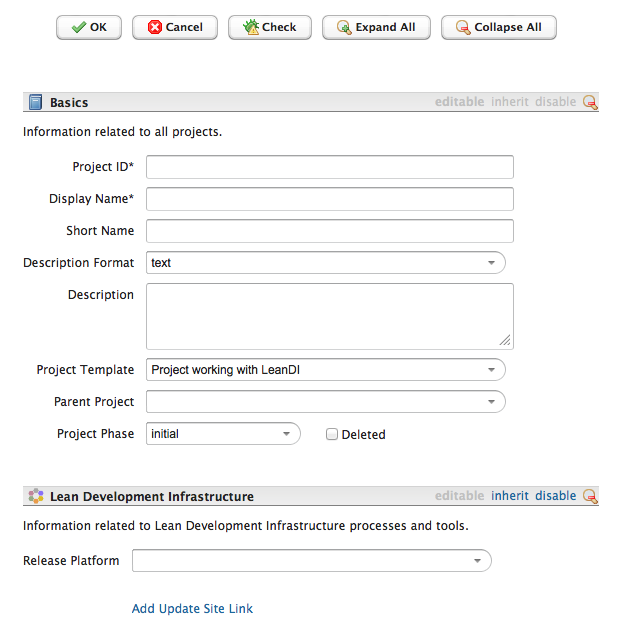 OK Cancel Check Expand All Collapse All
Basics editable inherit disable
Information related to all projects.
Project ID*
Display Name*
Short Name
Description Format text
Description
Project Template Project working with LeanDI
Parent Project
Project Phase initial Deleted
Lean Development Infrastructure editable inherit disable
Information related to Lean Development Infrastructure processes and tools.
Release Platform
Add Update Site Link